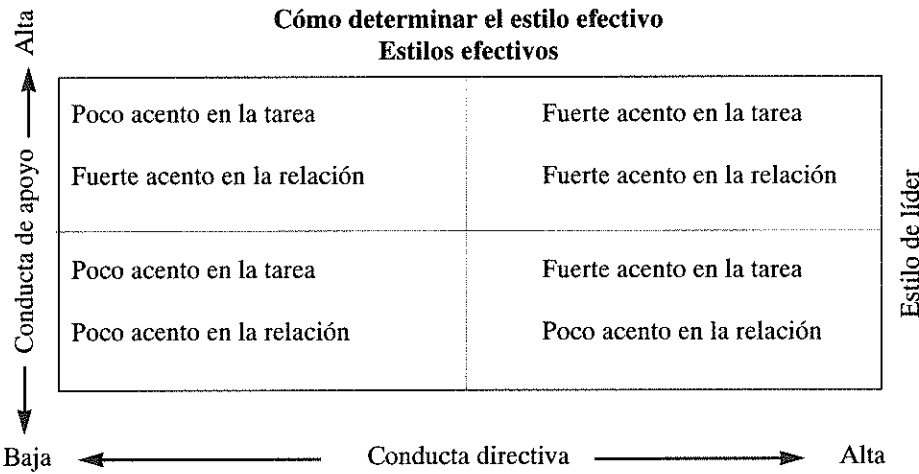 Cómo determinar el estilo efectivo
Estilos efectivos
Alta
Conducta de apoyo
Baja
Poco acento en la tarea
Fuerte acento en la relación
Fuerte acento en la tarea
Fuerte acento en la relación
Poco acento en la tarea
Poco acento en la relación
Fuerte acento en la tarea
Poco acento en la relación
Estilo de líder
Conducta directiva
Alta